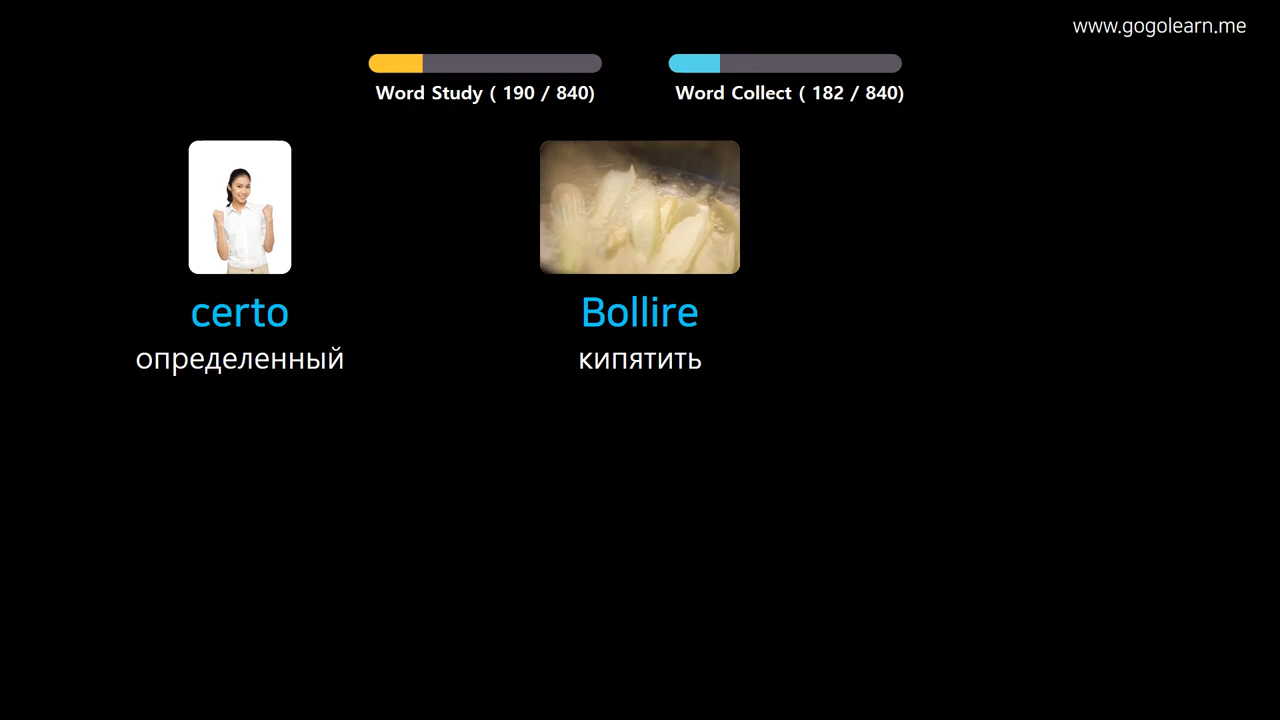 www.gogolearn.me
Word Study ( 190 / 840)
Word Collect ( 182 / 840)
certo
определенный
Bollire
кипятить